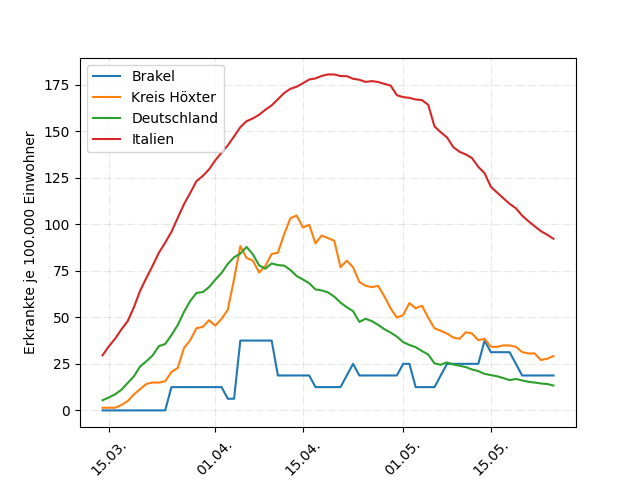 Brakel
Kreis Höxter
Deutschland
Italien
Erkrankte je 100.000 Einwohner
175
150
125
100
75
50
25
0
15.03.
01.04.
15.04.
01.05.
15.05.